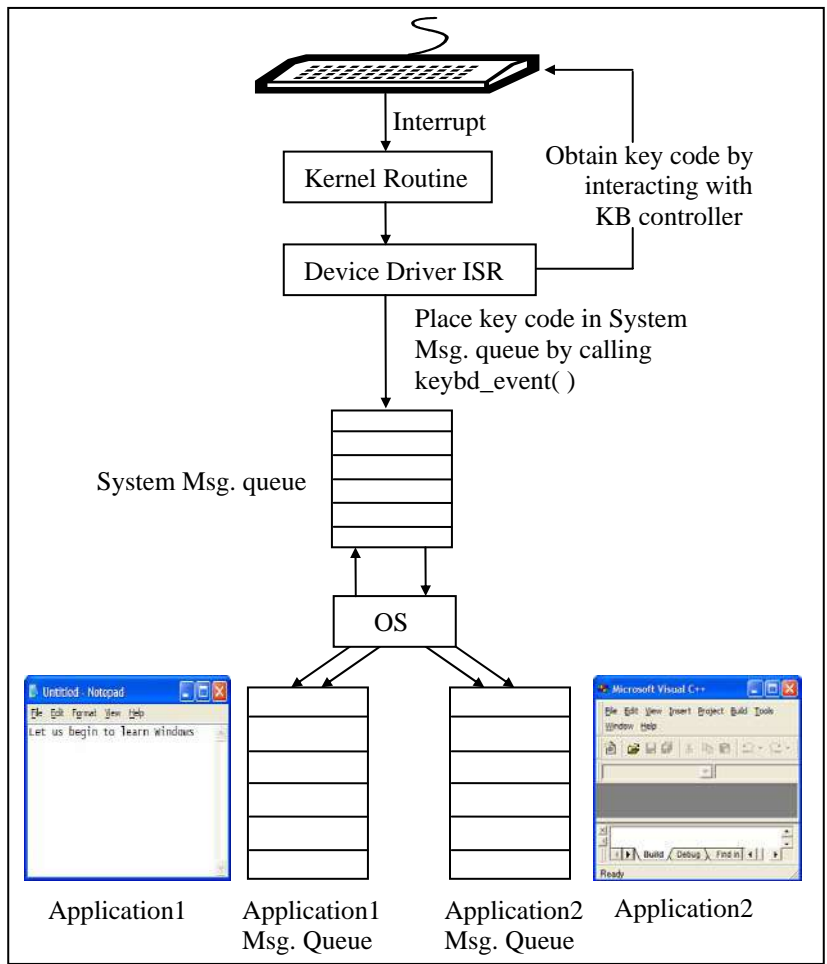 Interrupt
Kernel Routine
Obtain key code by
interacting with
KB controller
Device Driver ISR
Place key code in System
Msg. queue by calling
keybd_event( )
System Msg. queue
OS
Untitled - Notepad
File Edit Format View Help
Let us begin to learn Windows
Microsoft Visual C++
File Edit View Insert Project Build Tools
Window Help
Build Debug Find in
Ready
Application1
Application1
Msg. Queue
Application2
Msg. Queue
Application2